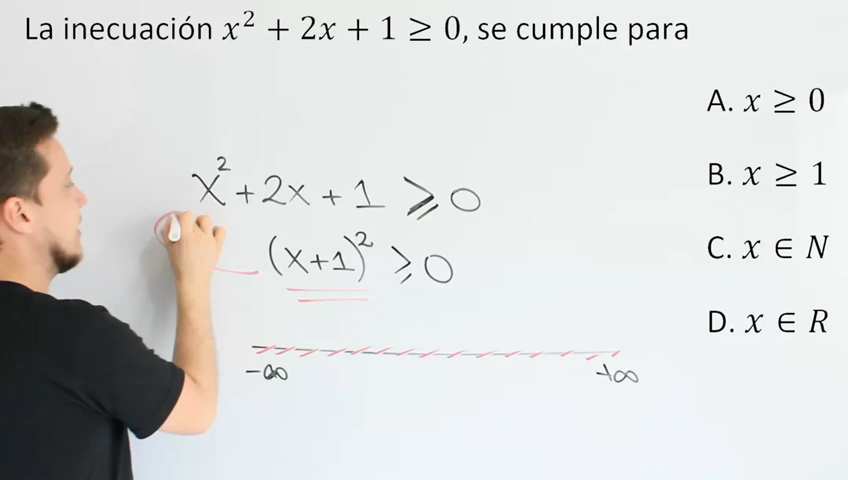 La inecuación x² + 2x + 1 ≥ 0, se cumple para
A. x ≥ 0
B. x ≥ 1
C. x ∈ N
D. x ∈ R
x² + 2x + 1 ≥ 0
(x+1)² ≥ 0
-∞ +∞